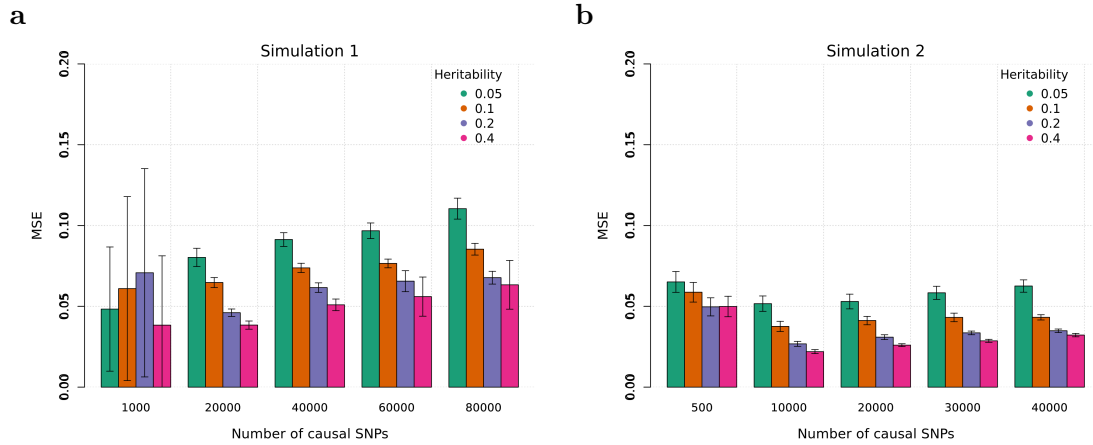 a
Simulation 1
Heritability
0.05
0.1
0.2
0.4
MSE
0.20
0.15
0.10
0.05
0.00
1000 20000 40000 60000 80000
Number of causal SNPs
b
Simulation 2
Heritability
0.05
0.1
0.2
0.4
MSE
0.20
0.15
0.10
0.05
0.00
500 10000 20000 30000 40000
Number of causal SNPs